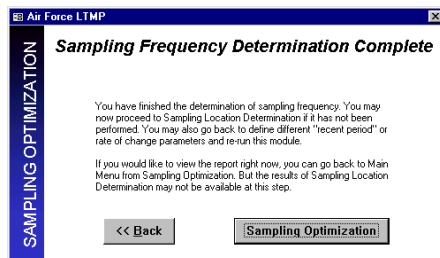 Air Force LTMP
SAMPLING OPTIMIZATION
Sampling Frequency Determination Complete
You have finished the determination of sampling frequency. You may
now proceed to Sampling Location Determination if it has not been
performed. You may also go back to define different "recent period" or
rate of change parameters and re-run this module.
If you would like to view the report right now, you can go back to Main
Menu from Sampling Optimization. But the results of Sampling Location
Determination may not be available at this step.
<< Back
Sampling Optimization